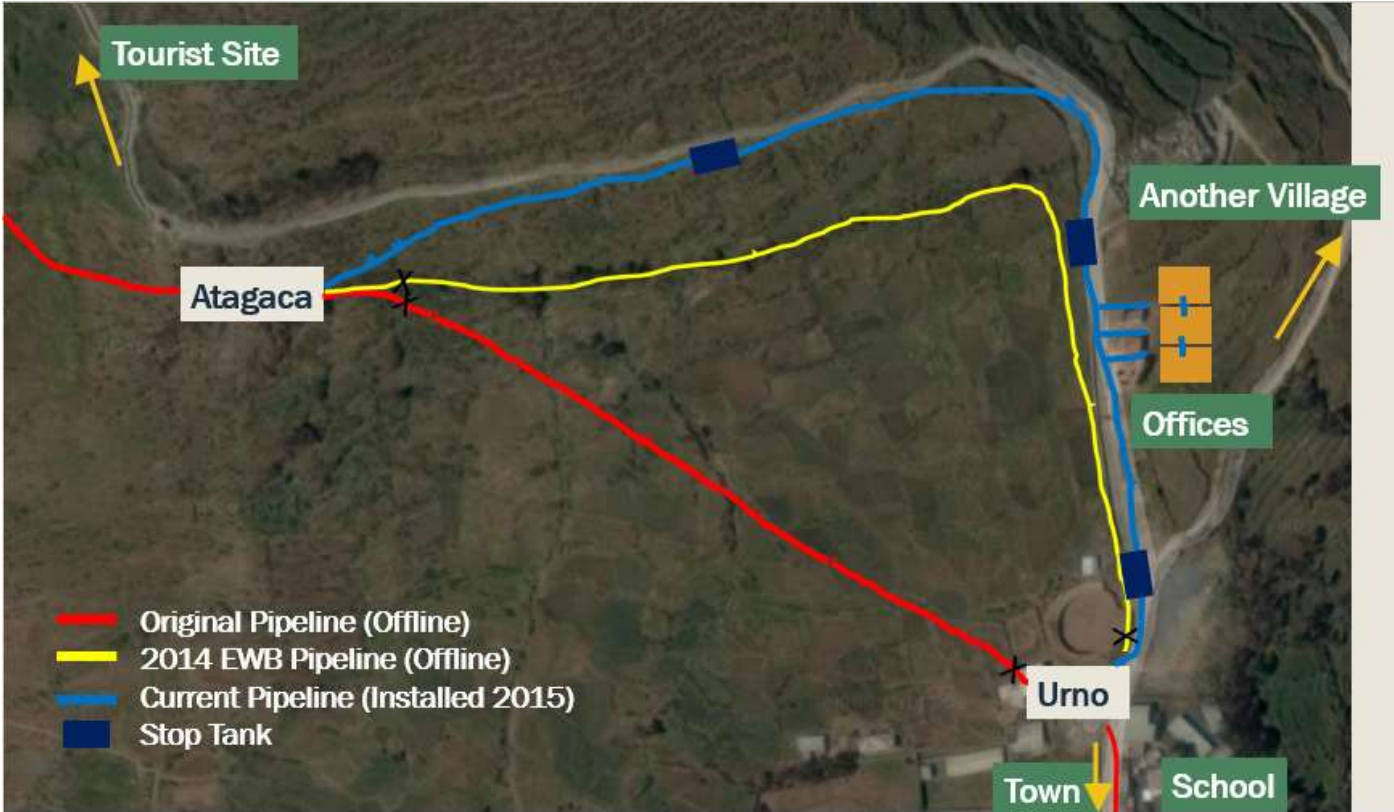 Tourist Site
Another Village
Atagaca
Offices
Original Pipeline (Offline)
2014 EWB Pipeline (Offline)
Current Pipeline (Installed 2015)
Stop Tank
Urno
Town
School